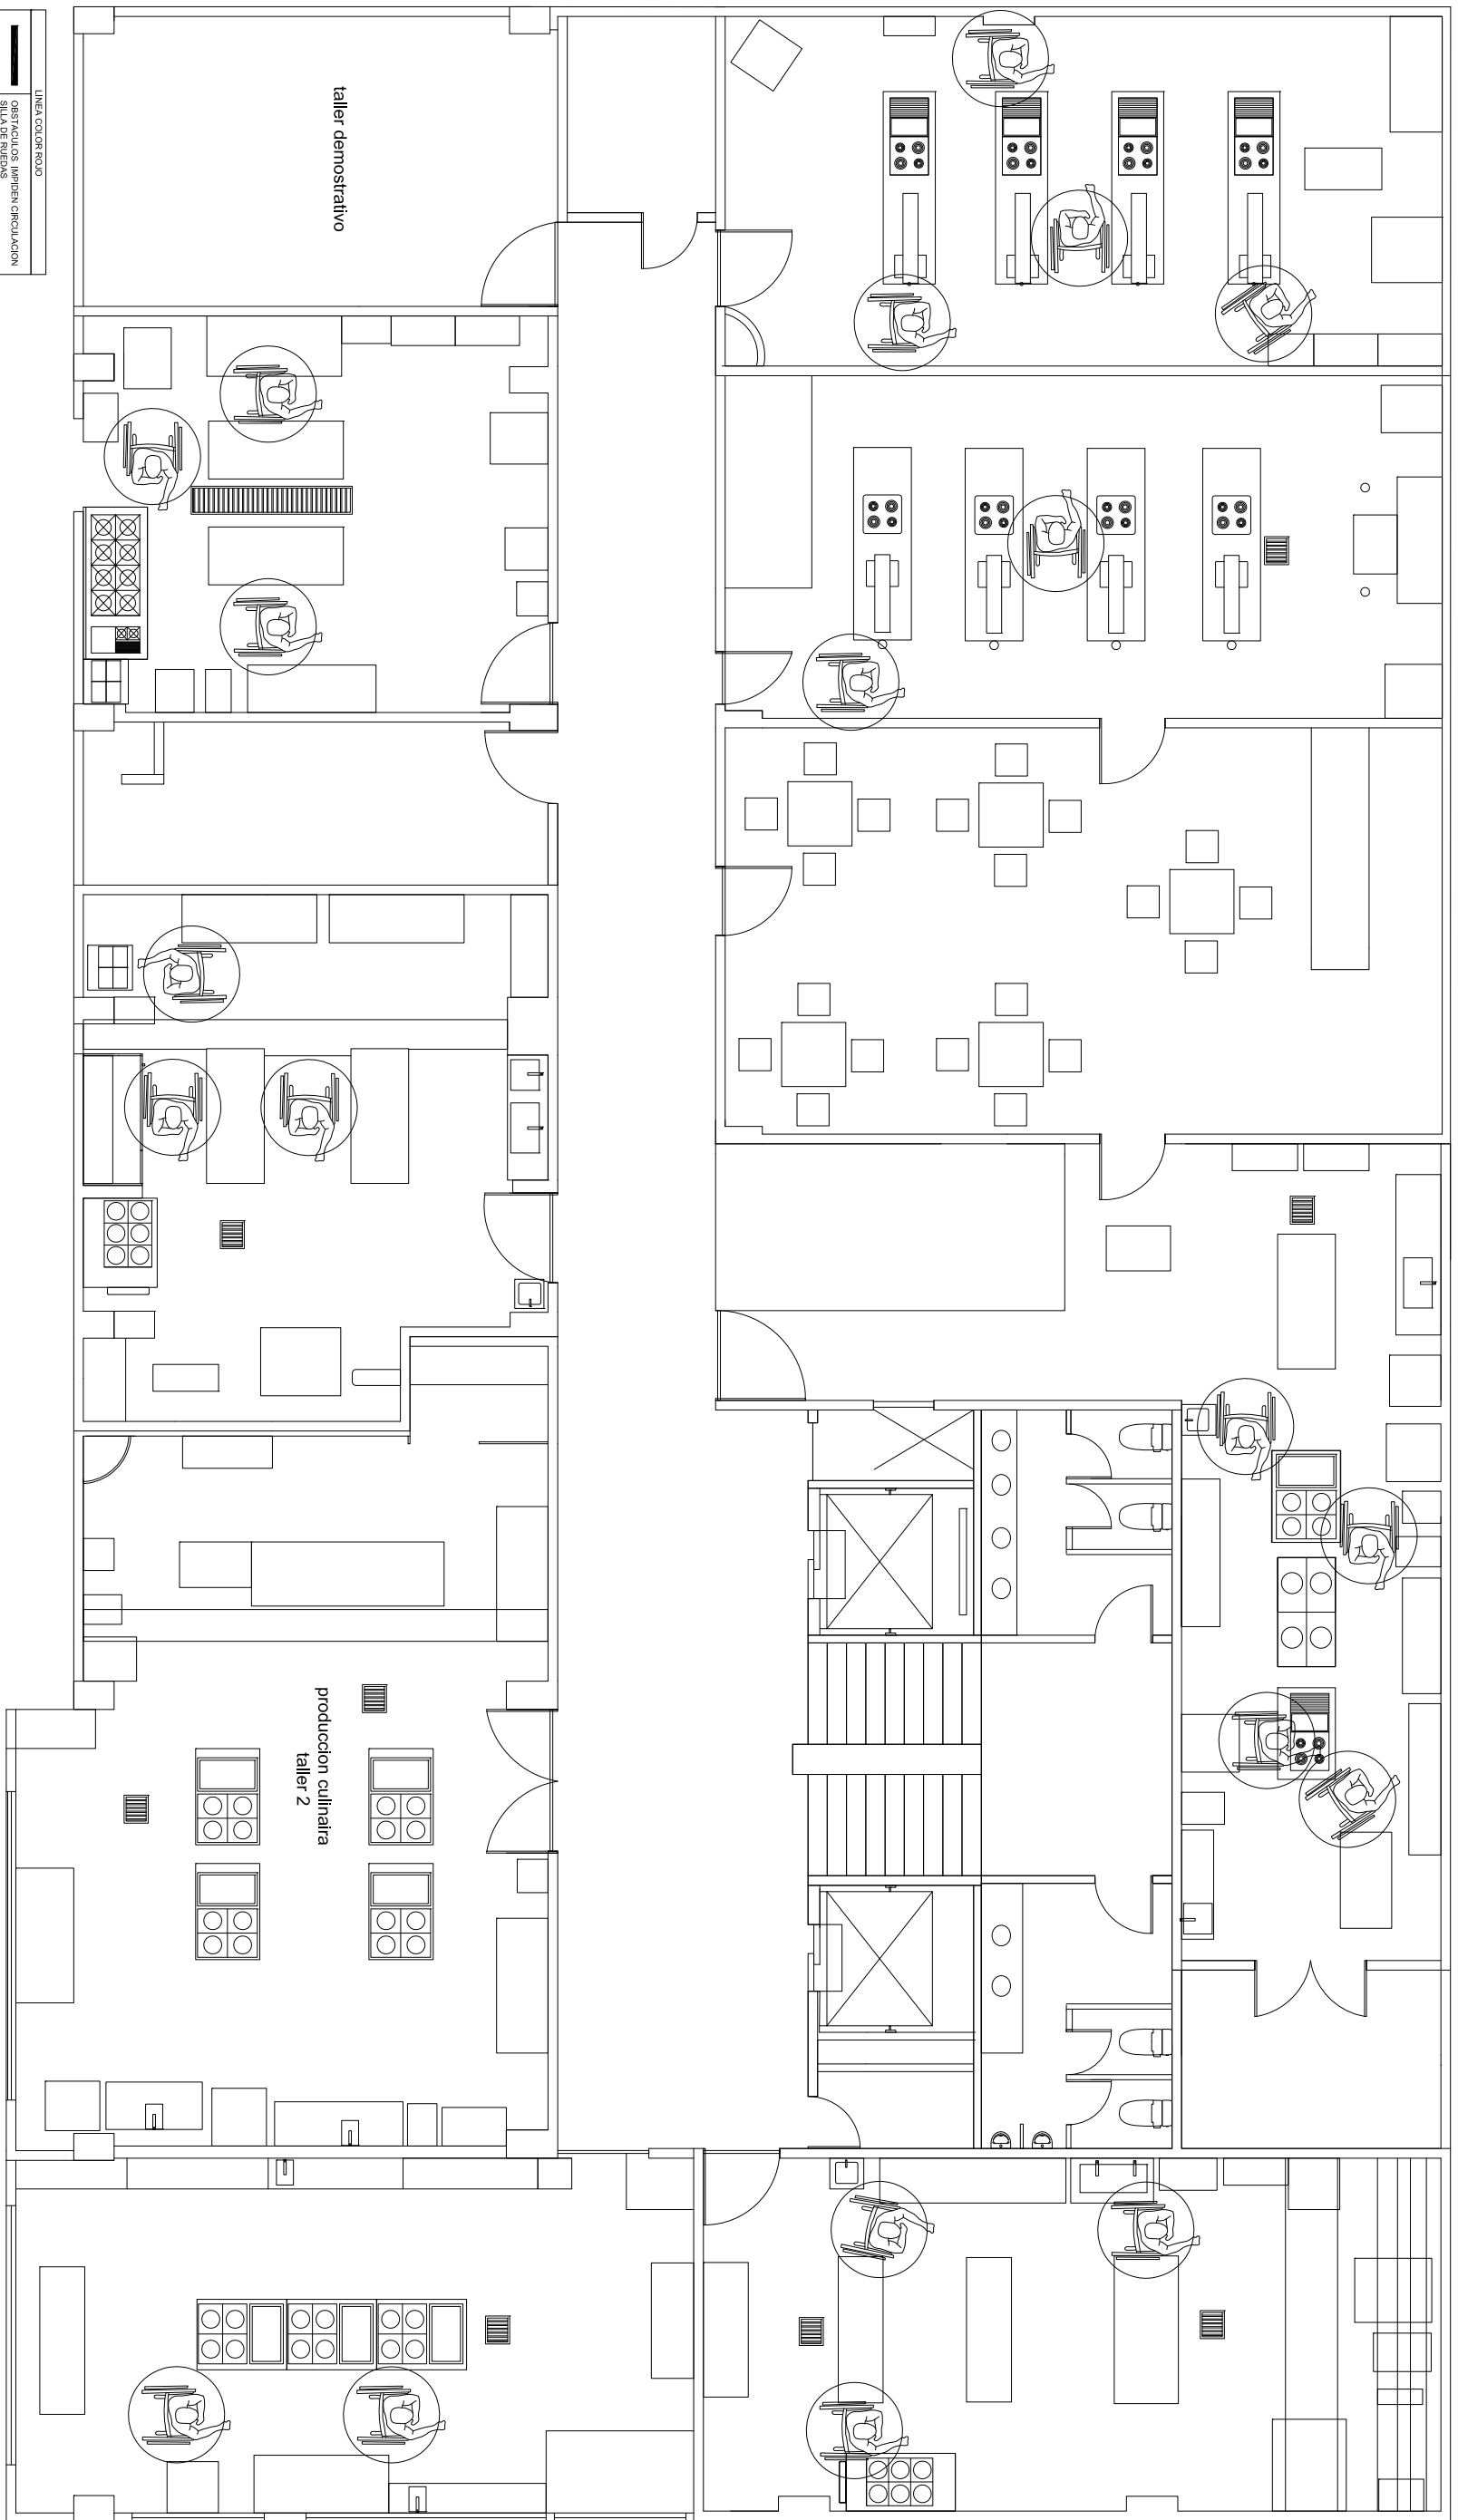 LINEA COLOR ROJO
OBSTACULOS IMPIDEN CIRCULACION
SILLA DE RUEDAS
taller demostrativo
produccion culinaira
taller 2